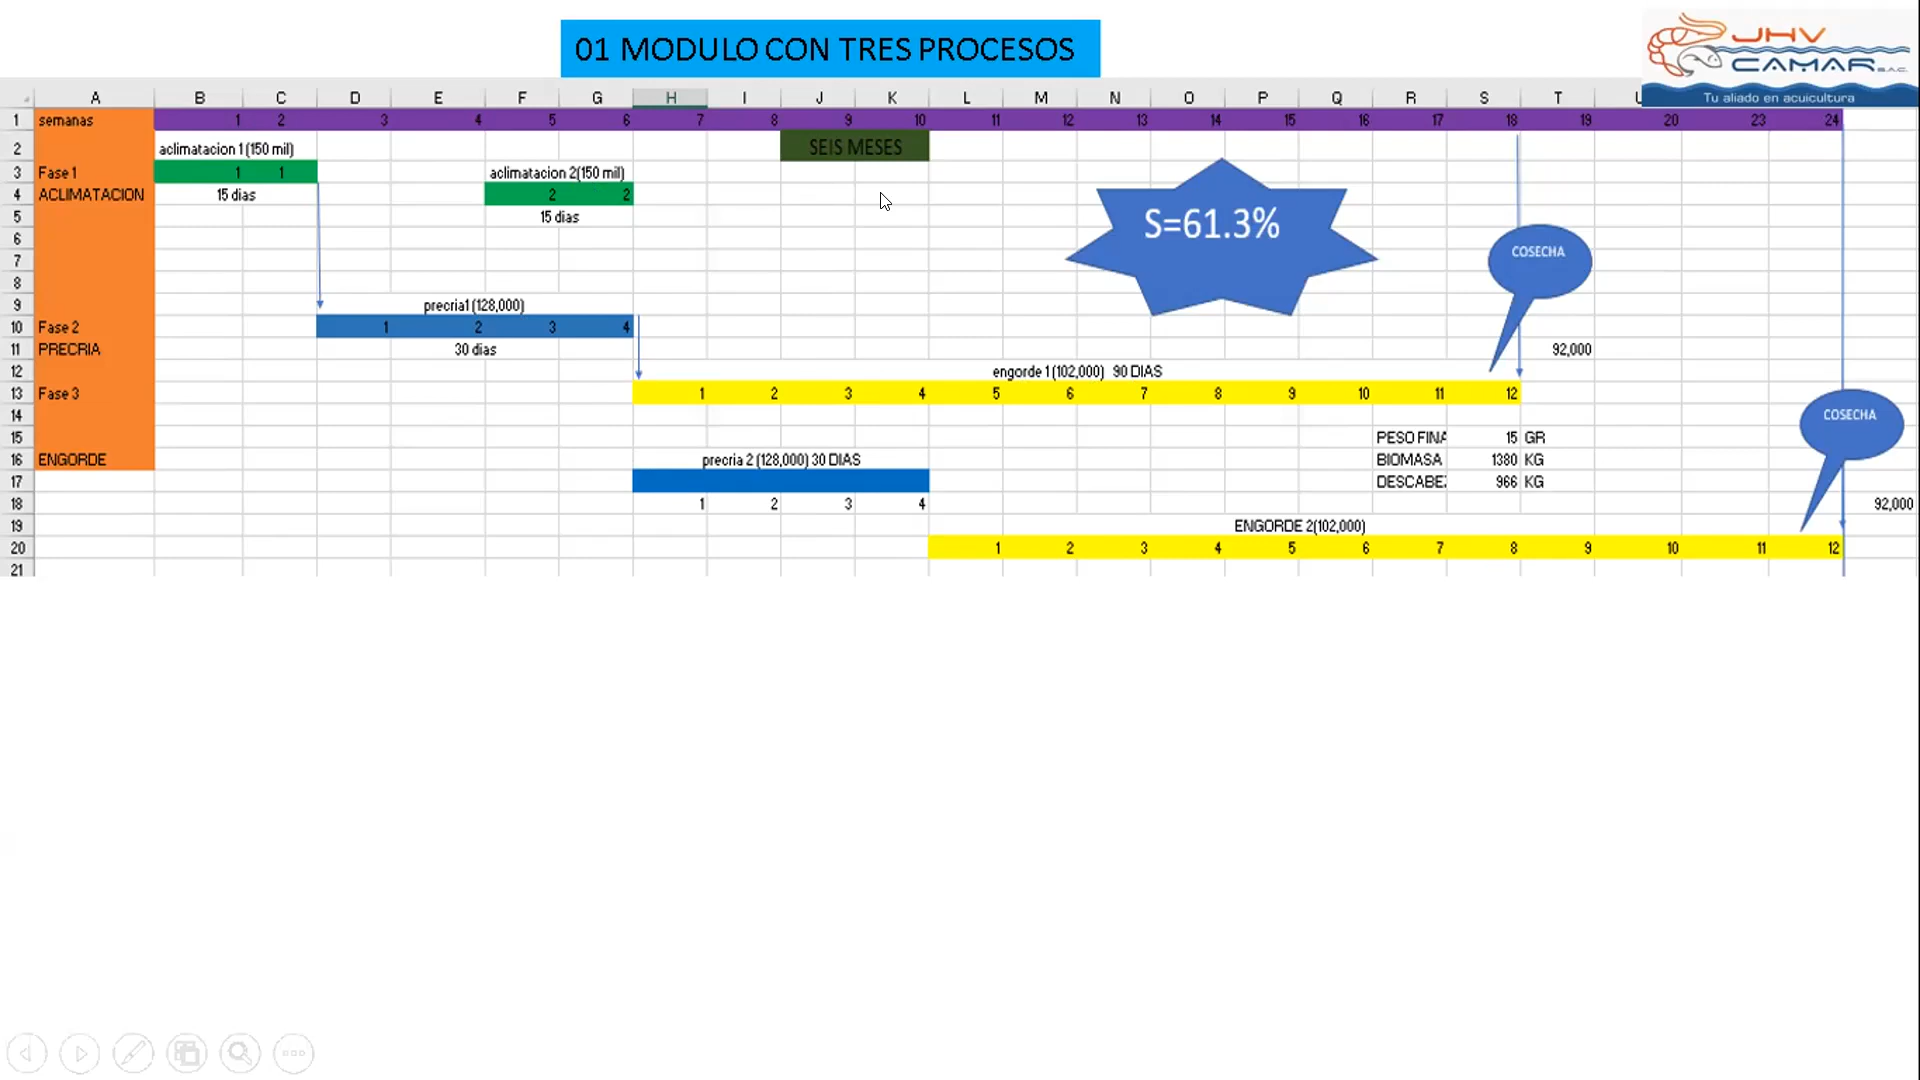 01 MODULO CON TRES PROCESOS
JHV
CAMAR S.A.C.
Tu aliado en acuicultura
A B C D E F G H I J K L M N O P Q R S T
1 semanas 1 2 3 4 5 6 7 8 9 10 11 12 13 14 15 16 17 18 19 20 23 24
2 aclimatacion 1(150 mil) SEIS MESES
3 Fase 1 1 1 aclimatacion 2(150 mil)
4 ACLIMATACION 15 dias 2 2
S=61.3%
5 15 dias
6
COSECHA
7
8
9 precria1 (128,000)
10 Fase 2 1 2 3 4
11 PRECRIA 30 dias 92,000
12 engorde 1 (102,000) 90 DIAS
13 Fase 3 1 2 3 4 5 6 7 8 9 10 11 12
14
COSECHA
15 PESO FINA 15 GR
16 ENGORDE precria 2 (128,000) 30 DIAS BIOMASA 1380 KG
17 DESCABE 966 KG
18 1 2 3 4 92,000
19 ENGORDE 2(102,000)
20 1 2 3 4 5 6 7 8 9 10 11 12
21